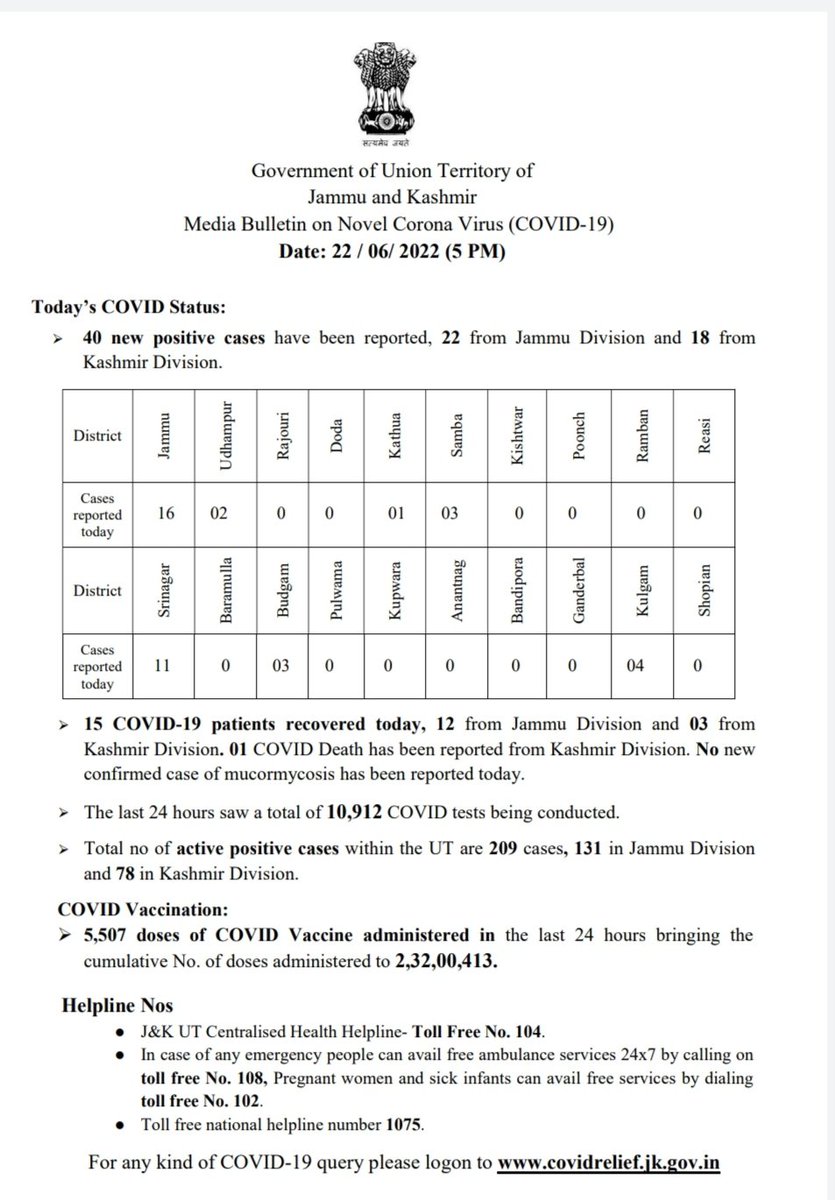 सत्यमेव जयते
Government of Union Territory of
Jammu and Kashmir
Media Bulletin on Novel Corona Virus (COVID-19)
Date: 22 / 06/ 2022 (5 PM)
Today’s COVID Status:
➢ 40 new positive cases have been reported, 22 from Jammu Division and 18 from
Kashmir Division.
District Jammu Udhampur Rajouri Doda Kathua Samba Kishtwar Poonch Ramban Reasi
Cases
reported
today 16 02 0 0 01 03 0 0 0 0
District Srinagar Baramulla Budgam Pulwama Kupwara Anantnag Bandipora Ganderbal Kulgam Shopian
Cases
reported
today 11 0 03 0 0 0 0 0 04 0
➢ 15 COVID-19 patients recovered today, 12 from Jammu Division and 03 from
Kashmir Division. 01 COVID Death has been reported from Kashmir Division. No new
confirmed case of mucormycosis has been reported today.
➢ The last 24 hours saw a total of 10,912 COVID tests being conducted.
➢ Total no of active positive cases within the UT are 209 cases, 131 in Jammu Division
and 78 in Kashmir Division.
COVID Vaccination:
➢ 5,507 doses of COVID Vaccine administered in the last 24 hours bringing the
cumulative No. of doses administered to 2,32,00,413.
Helpline Nos
● J&K UT Centralised Health Helpline- Toll Free No. 104.
● In case of any emergency people can avail free ambulance services 24x7 by calling on
toll free No. 108, Pregnant women and sick infants can avail free services by dialing
toll free No. 102.
● Toll free national helpline number 1075.
For any kind of COVID-19 query please logon to www.covidrelief.jk.gov.in